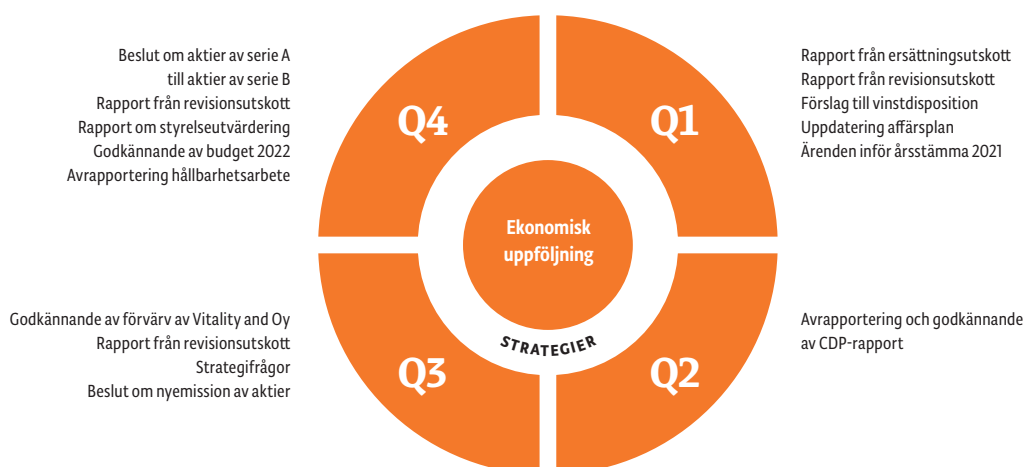 Beslut om aktier av serie A
till aktier av serie B
Rapport från revisionsutskott
Rapport om styrelseutvärdering
Godkännande av budget 2022
Avrapportering hållbarhetsarbete
Q4
Q1
Rapport från ersättningsutskott
Rapport från revisionsutskott
Förslag till vinstdisposition
Uppdatering affärsplan
Ärenden inför årsstämma 2021
Ekonomisk
uppföljning
STRATEGIER
Godkännande av förvärv av Vitality and Oy
Rapport från revisionsutskott
Strategifrågor
Beslut om nyemission av aktier
Q3
Q2
Avrapportering och godkännande
av CDP-rapport